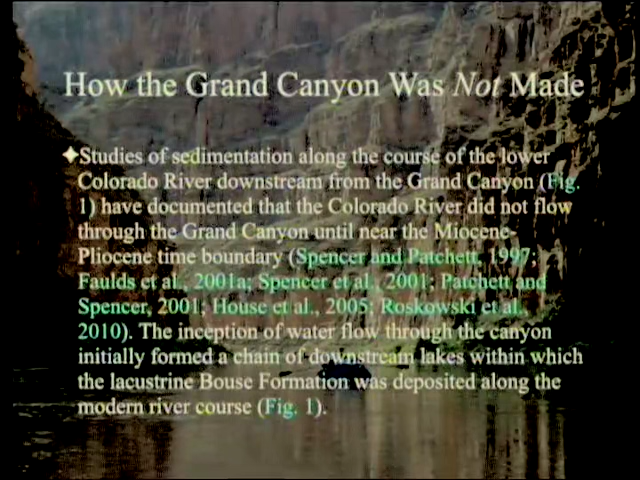 How the Grand Canyon Was Not Made
✦Studies of sedimentation along the course of the lower
Colorado River downstream from the Grand Canyon (Fig.
1) have documented that the Colorado River did not flow
through the Grand Canyon until near the Miocene-
Pliocene time boundary (Spencer and Patchett, 1997;
Faulds et al., 2001a; Spencer et al., 2001; Patchett and
Spencer, 2001; House et al., 2005; Roskowski et al.,
2010). The inception of water flow through the canyon
initially formed a chain of downstream lakes within which
the lacustrine Bouse Formation was deposited along the
modern river course (Fig. 1).